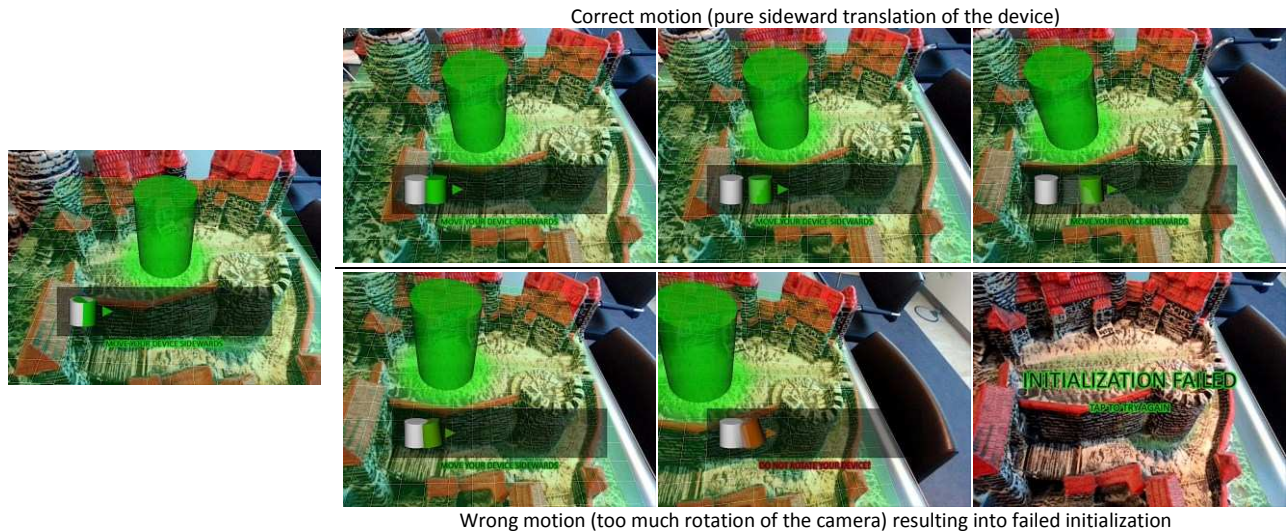 Correct motion (pure sideward translation of the device)
MOVE YOUR DEVICE SIDEWARDS
MOVE YOUR DEVICE SIDEWARDS
MOVE YOUR DEVICE SIDEWARDS
MOVE YOUR DEVICE SIDEWARDS
MOVE YOUR DEVICE SIDEWARDS
DO NOT ROTATE YOUR DEVICE!
INITIALIZATION FAILED
TAP TO TRY AGAIN
Wrong motion (too much rotation of the camera) resulting into failed initialization